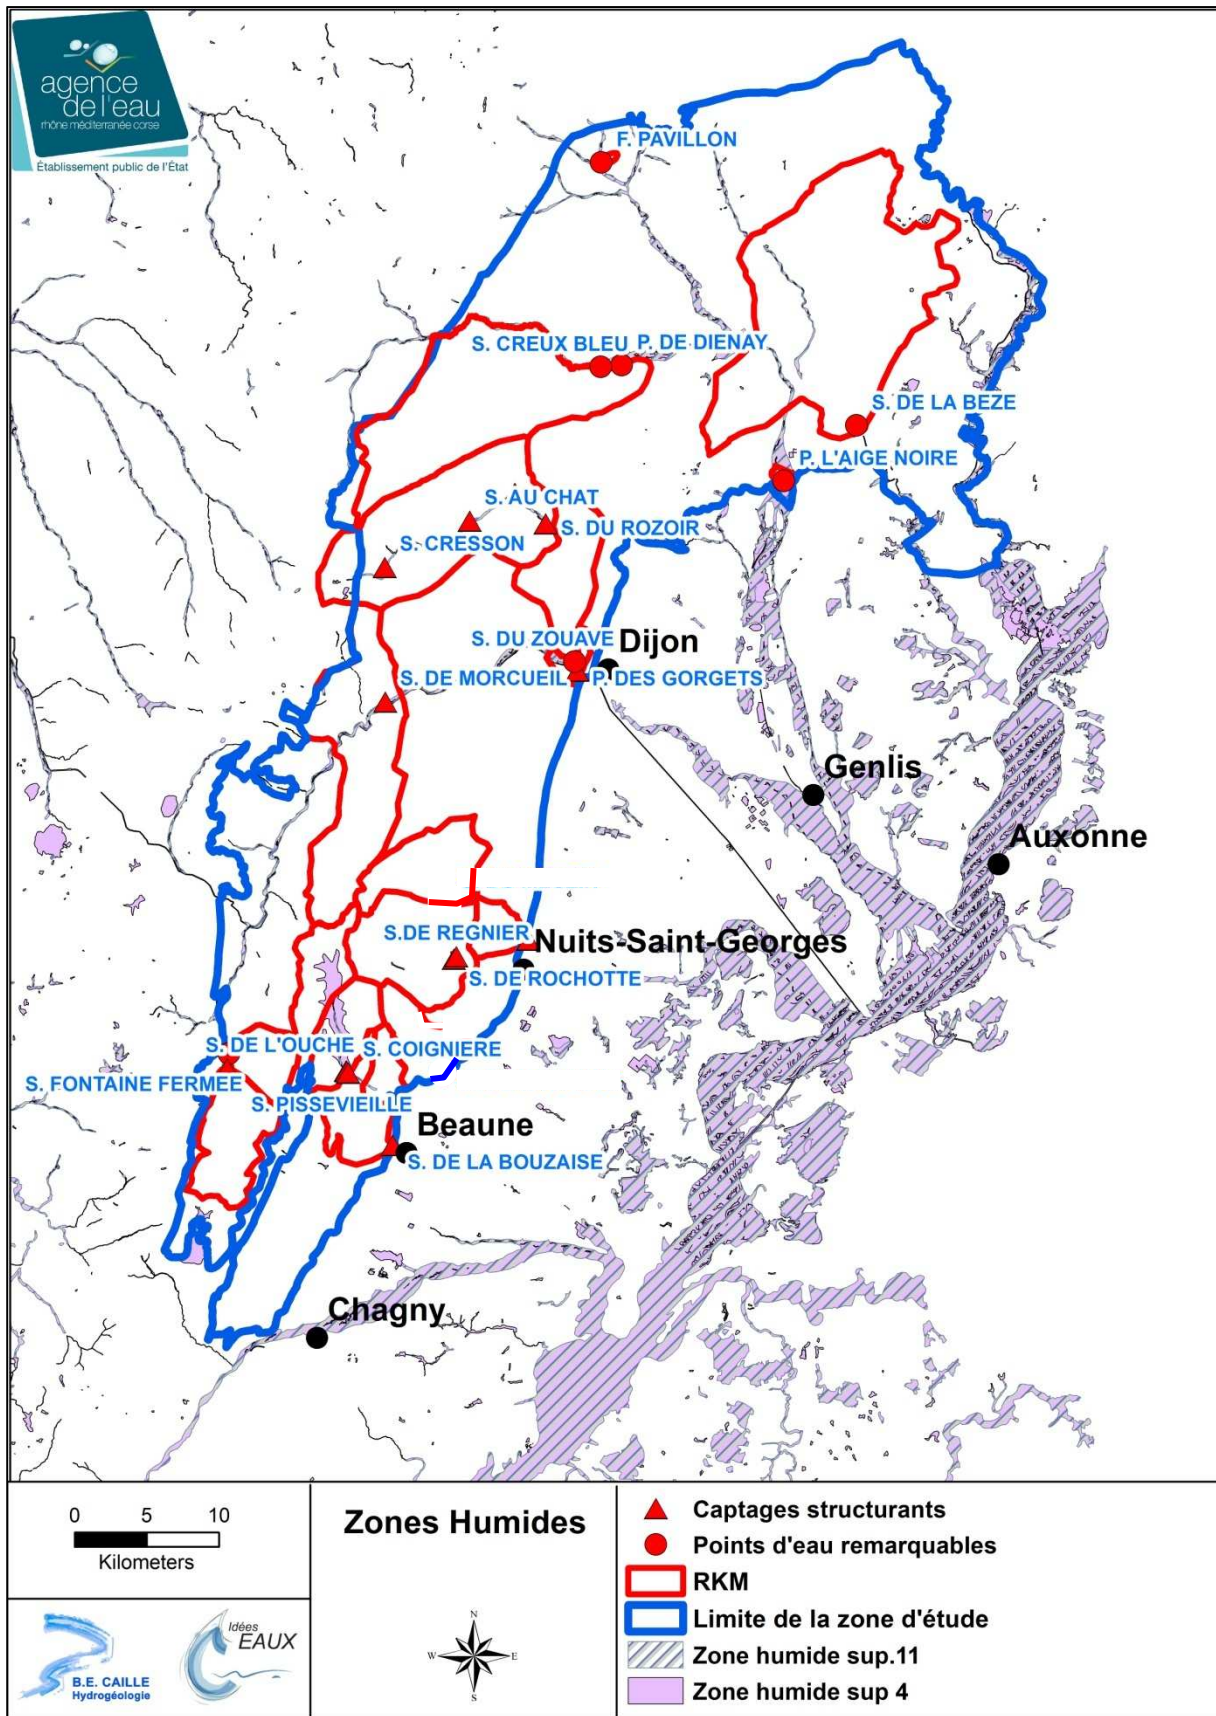 agence
de l'eau
rhône méditerranée corse
Établissement public de l'État
F. PAVILLON
S. CREUX BLEU
P. DE DIENAY
S. DE LA BEZE
P. L'AIGE NOIRE
S. AU CHAT
S. DU ROZOIR
S. CRESSON
S. DU ZOUAVE
Dijon
S. DE MORCUEIL
P. DES GORGETS
Genlis
Auxonne
S.DE REGNIER
Nuits-Saint-Georges
S. DE ROCHOTTE
S. DE L'OUCHE
S. COIGNIERE
S. FONTAINE FERMEE
S. PISSEVIEILLE
Beaune
S. DE LA BOUZAISE
Chagny
0 5 10
Kilometers
Zones Humides
Captages structurants
Points d'eau remarquables
RKM
Limite de la zone d'étude
Zone humide sup.11
Zone humide sup 4
B.E. CAILLE
Hydrogéologie
Idées
EAUX
N
W E
S